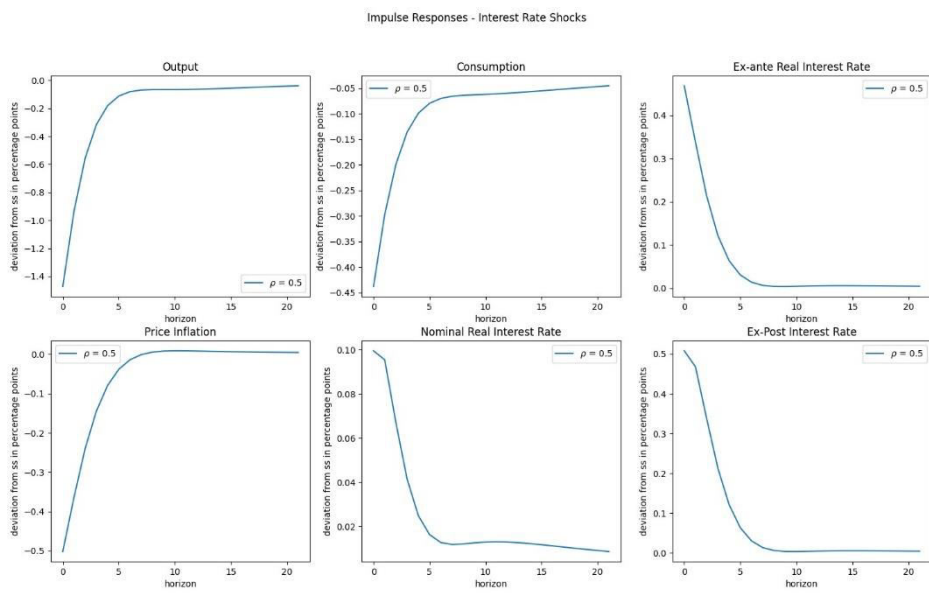 Impulse Responses - Interest Rate Shocks
Output
deviation from ss in percentage points
0.0
−0.2
−0.4
−0.6
−0.8
−1.0
−1.2
−1.4
ρ = 0.5
0 5 10 15 20
horizon
Consumption
deviation from ss in percentage points
ρ = 0.5
−0.05
−0.10
−0.15
−0.20
−0.25
−0.30
−0.35
−0.40
−0.45
0 5 10 15 20
horizon
Ex-ante Real Interest Rate
deviation from ss in percentage points
ρ = 0.5
0.4
0.3
0.2
0.1
0.0
0 5 10 15 20
horizon
Price Inflation
deviation from ss in percentage points
ρ = 0.5
0.0
−0.1
−0.2
−0.3
−0.4
−0.5
0 5 10 15 20
horizon
Nominal Real Interest Rate
deviation from ss in percentage points
ρ = 0.5
0.10
0.08
0.06
0.04
0.02
0 5 10 15 20
horizon
Ex-Post Interest Rate
deviation from ss in percentage points
ρ = 0.5
0.5
0.4
0.3
0.2
0.1
0.0
0 5 10 15 20
horizon